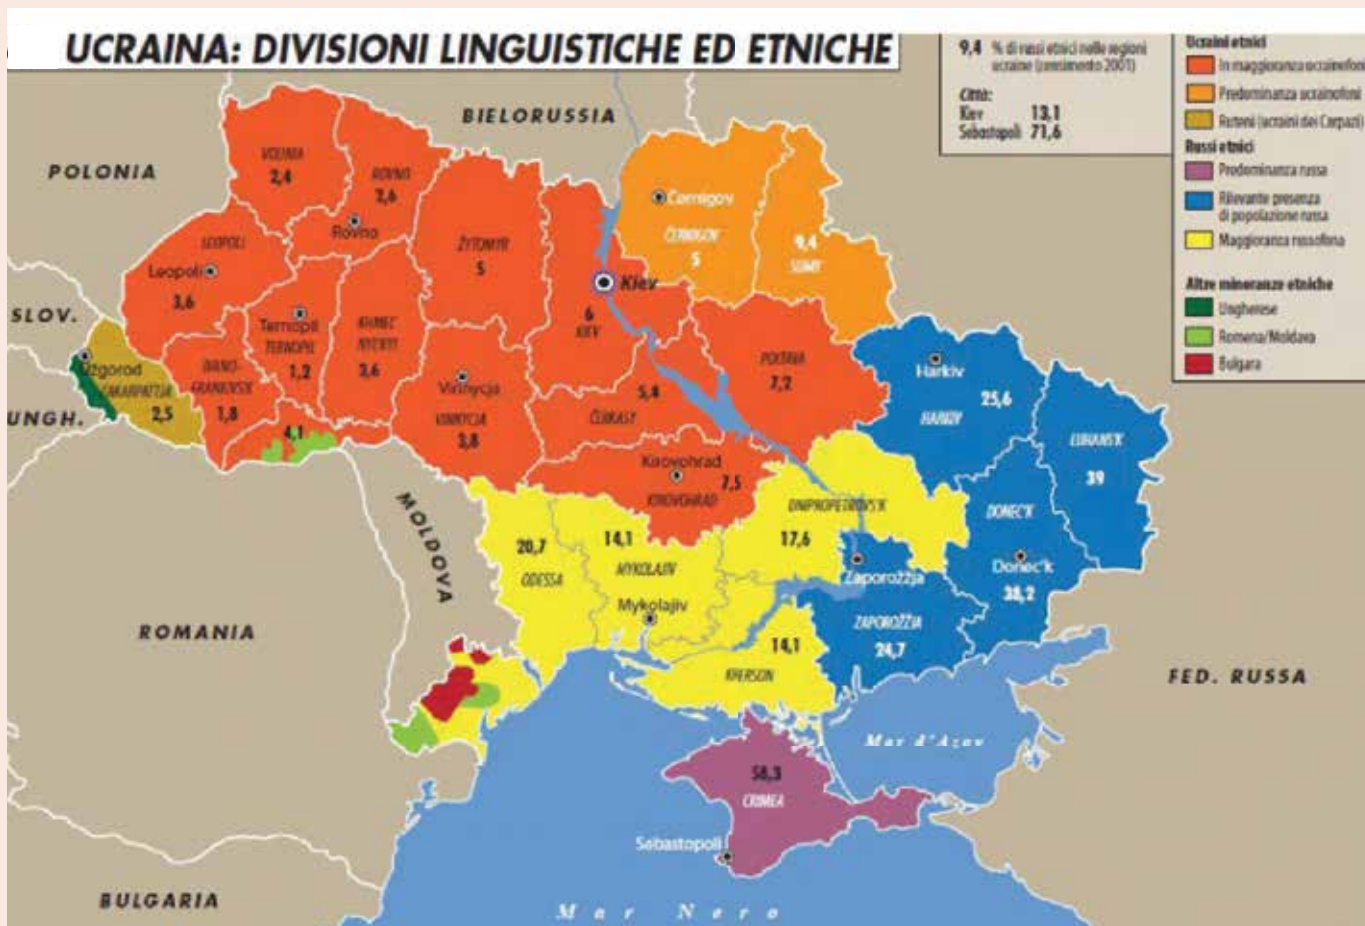 UCRAINA: DIVISIONI LINGUISTICHE ED ETNICHE
9,4 % di russi etnici nelle regioni
ucraine (censimento 2001)
Città:
Kiev 13,1
Sebastopoli 71,6
Ucraini etnici
In maggioranza ucrainofoni
Predominanza ucrainofoni
Ruteni (ucraini dei Carpazi)
Russi etnici
Predominanza russa
Rilevante presenza
di popolazione russa
Maggioranza russofona
Altre minoranze etniche
Ungherese
Romena/Moldava
Bulgara
BIELORUSSIA
POLONIA
VOLINIA
2,4
ROVNO
2,6
Rovno
Černigov
ČERNIGOV
5
9,4
SUMY
LEOPOLI
Leopoli
3,6
ŽYTOMYR
5
Kiev
6
KIEV
SLOV.
Ternopil
TERNOPIL
1,2
3,6
POLTAVA
7,2
Harkiv
25,6
HARKIV
Uzgorod
ZAKARPATTJA
2,5
IVANO-
FRANKIVSK
1,8
Vinnycja
VINNYCJA
3,8
5,4
ČERKASY
LUHANS'K
39
UNGH.
4,1
Kirovohrad
7,5
KIROVOHRAD
MOLDOVA
DNIPROPETROVS'K
17,6
DONEC'K
Donec'k
38,2
20,7
ODESSA
14,1
MYKOLAJIV
Mykolajiv
Zaporožžja
ZAPOROŽŽJA
24,7
ROMANIA
14,1
KHERSON
FED. RUSSA
Mar d'Azov
58,3
CRIMEA
Sebastopoli
BULGARIA
Mar Nero